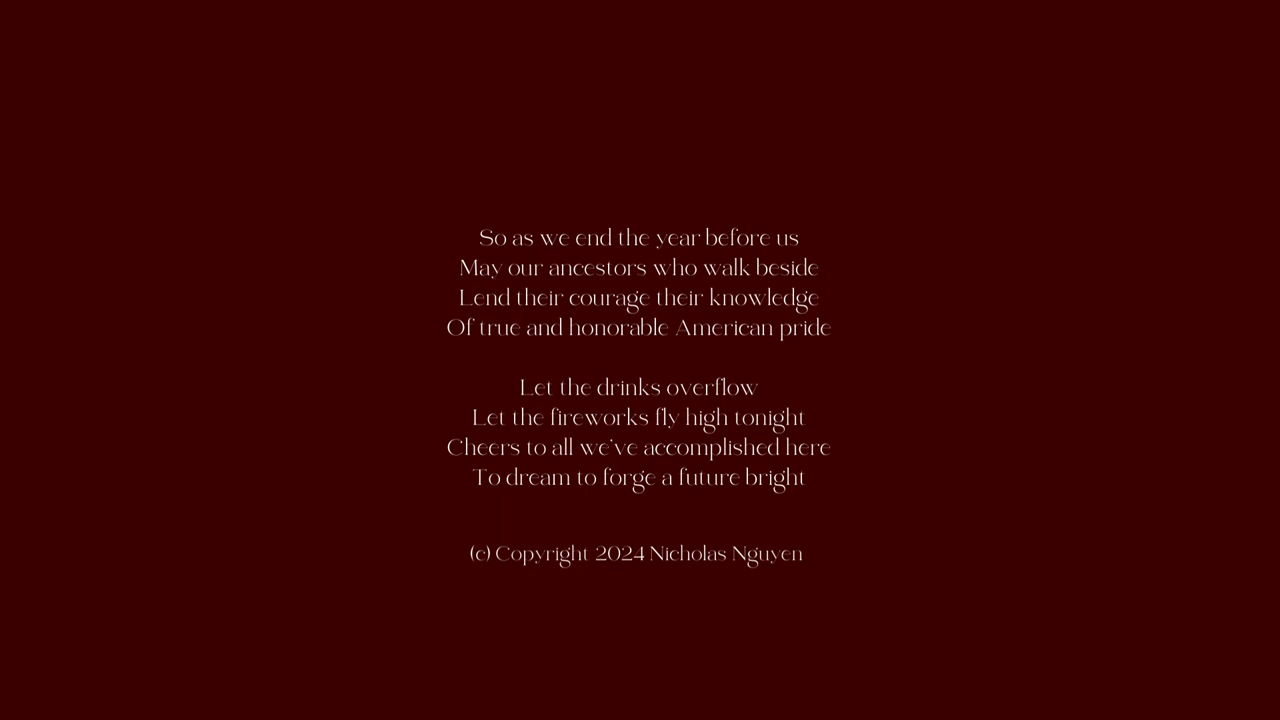 So as we end the year before us
May our ancestors who walk beside
Lend their courage their knowledge
Of true and honorable American pride
Let the drinks overflow
Let the fireworks fly high tonight
Cheers to all we've accomplished here
To dream to forge a future bright
(c) Copyright 2024 Nicholas Nguyen